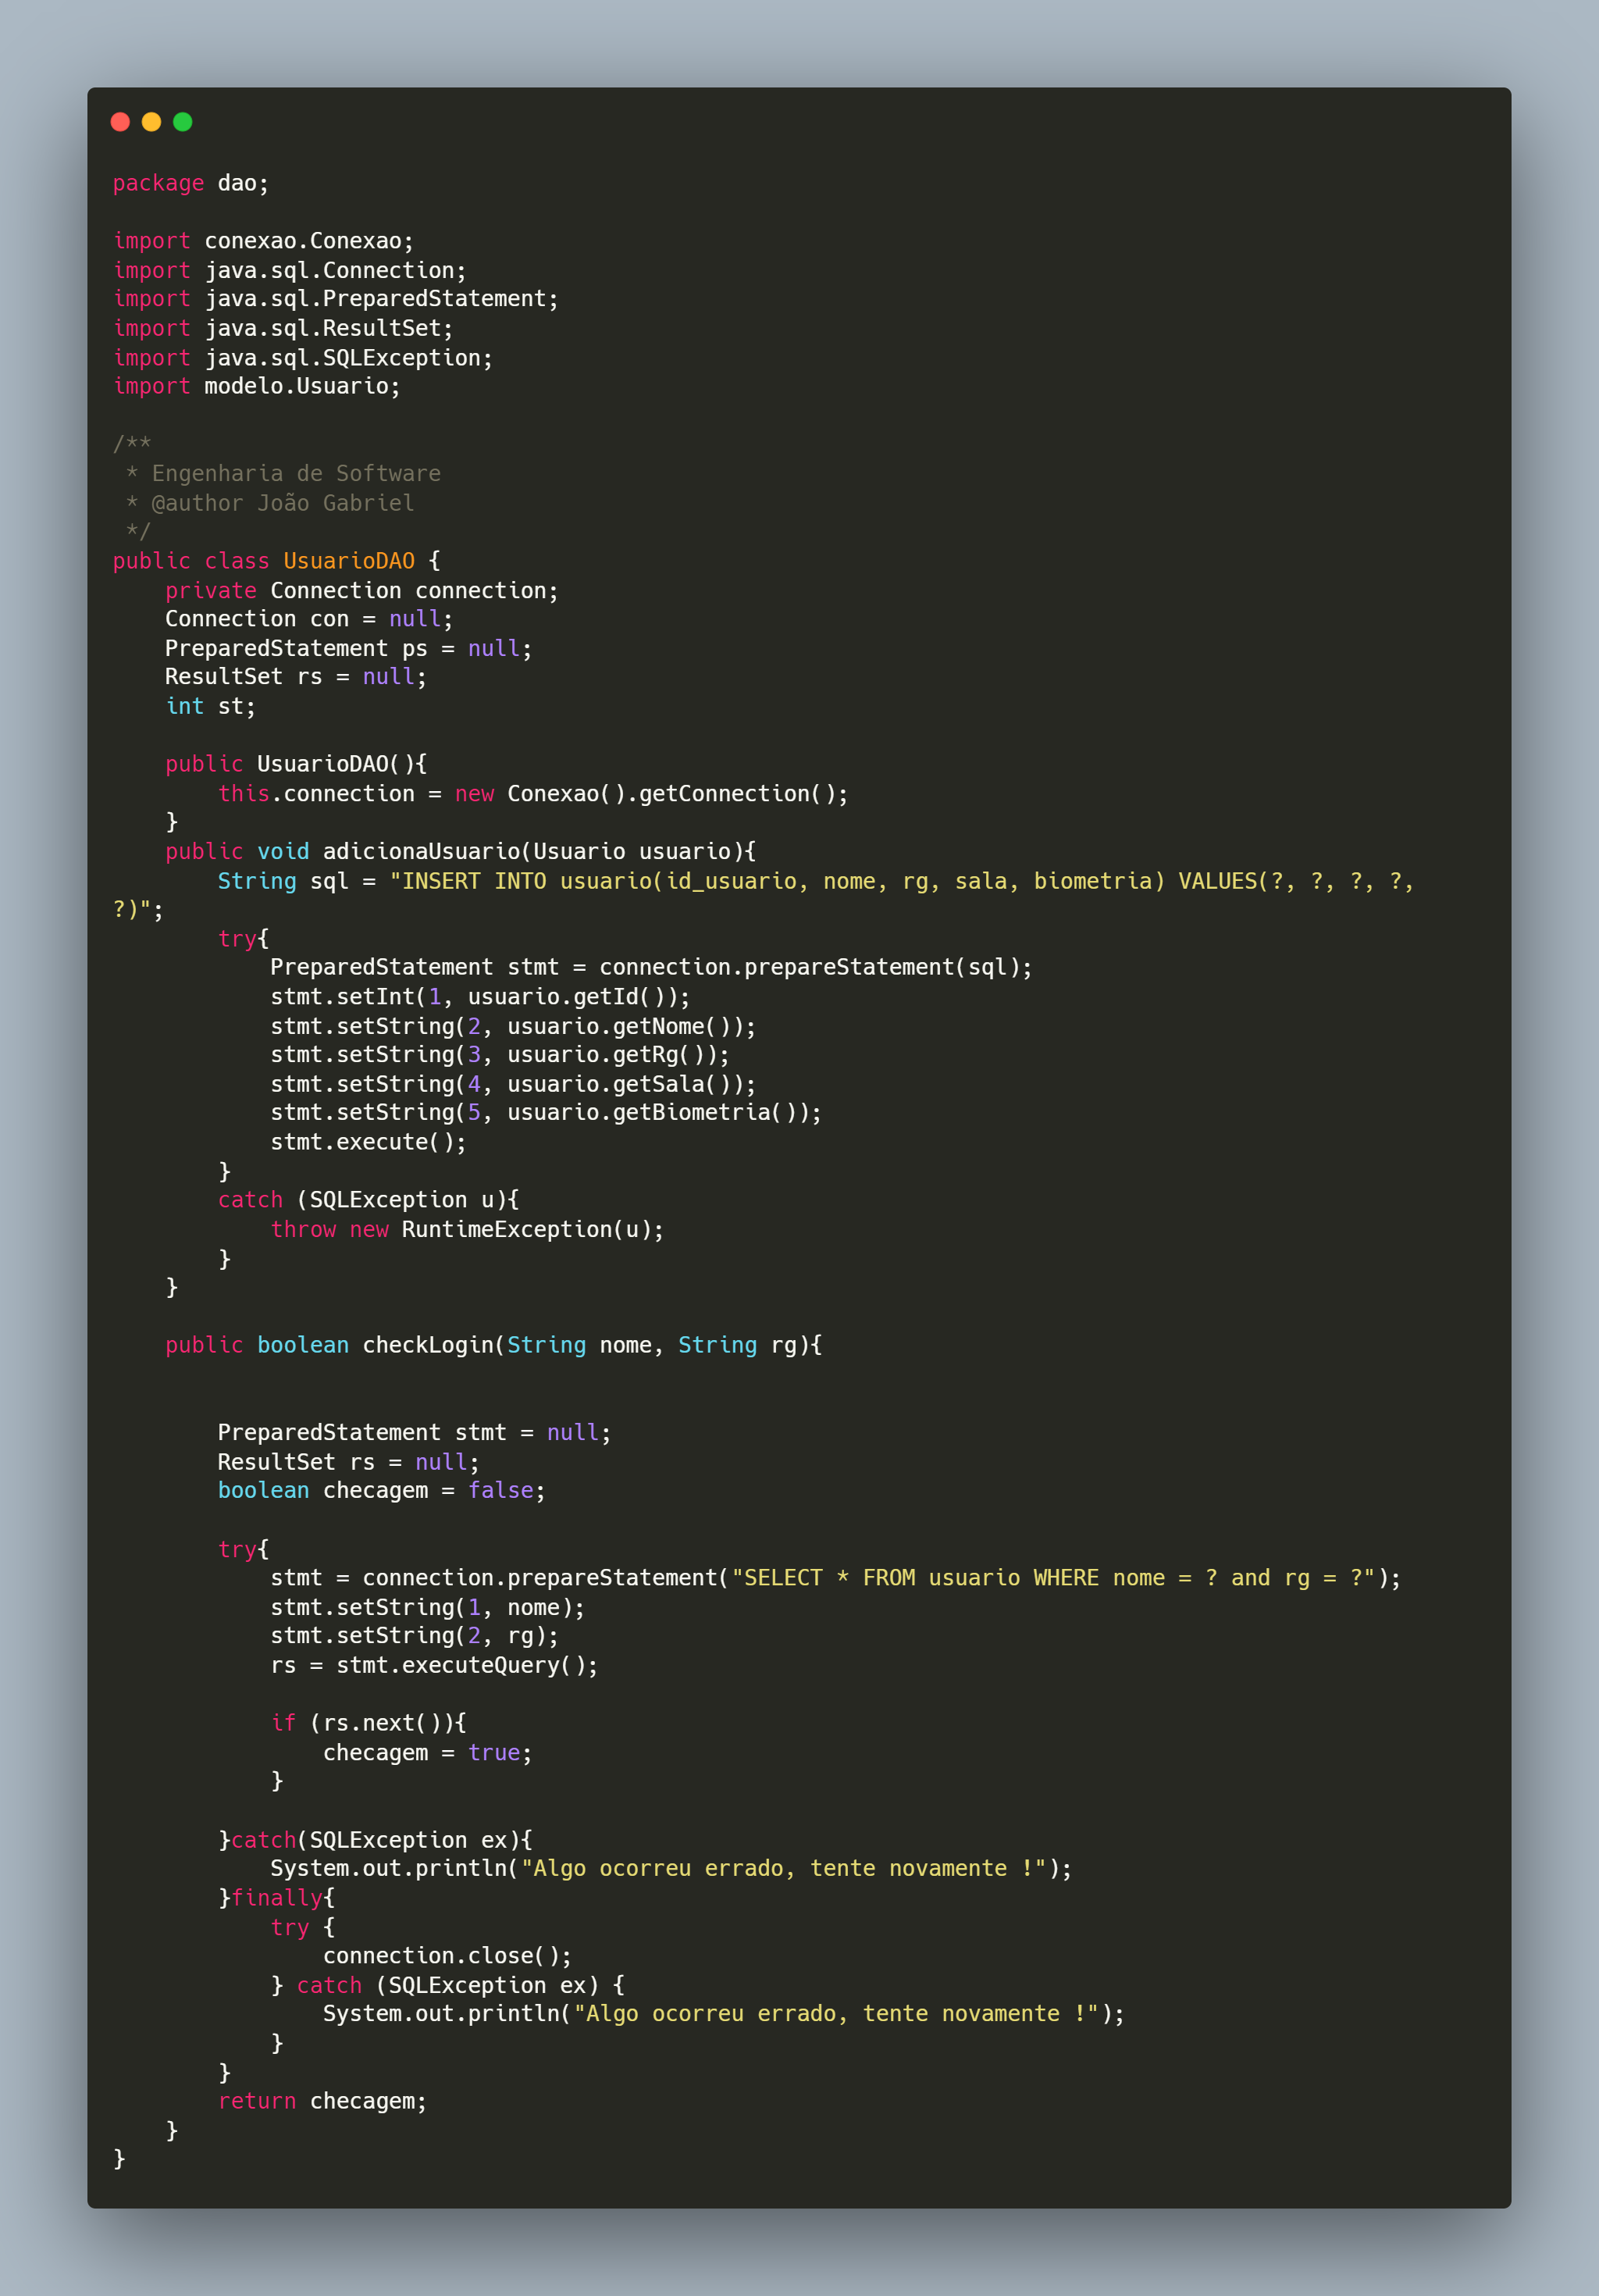 package dao;

import conexao.Conexao;
import java.sql.Connection;
import java.sql.PreparedStatement;
import java.sql.ResultSet;
import java.sql.SQLException;
import modelo.Usuario;

/**
 * Engenharia de Software
 * @author João Gabriel
 */
public class UsuarioDAO {
    private Connection connection;
    Connection con = null;
    PreparedStatement ps = null;
    ResultSet rs = null;
    int st;

    public UsuarioDAO(){
        this.connection = new Conexao().getConnection();
    }
    public void adicionaUsuario(Usuario usuario){
        String sql = "INSERT INTO usuario(id_usuario, nome, rg, sala, biometria) VALUES(?, ?, ?, ?,
?)";
        try{
            PreparedStatement stmt = connection.prepareStatement(sql);
            stmt.setInt(1, usuario.getId());
            stmt.setString(2, usuario.getNome());
            stmt.setString(3, usuario.getRg());
            stmt.setString(4, usuario.getSala());
            stmt.setString(5, usuario.getBiometria());
            stmt.execute();
        }
        catch (SQLException u){
            throw new RuntimeException(u);
        }
    }

    public boolean checkLogin(String nome, String rg){


        PreparedStatement stmt = null;
        ResultSet rs = null;
        boolean checagem = false;

        try{
            stmt = connection.prepareStatement("SELECT * FROM usuario WHERE nome = ? and rg = ?");
            stmt.setString(1, nome);
            stmt.setString(2, rg);
            rs = stmt.executeQuery();

            if (rs.next()){
                checagem = true;
            }

        }catch(SQLException ex){
            System.out.println("Algo ocorreu errado, tente novamente !");
        }finally{
            try {
                connection.close();
            } catch (SQLException ex) {
                System.out.println("Algo ocorreu errado, tente novamente !");
            }
        }
        return checagem;
    }
}